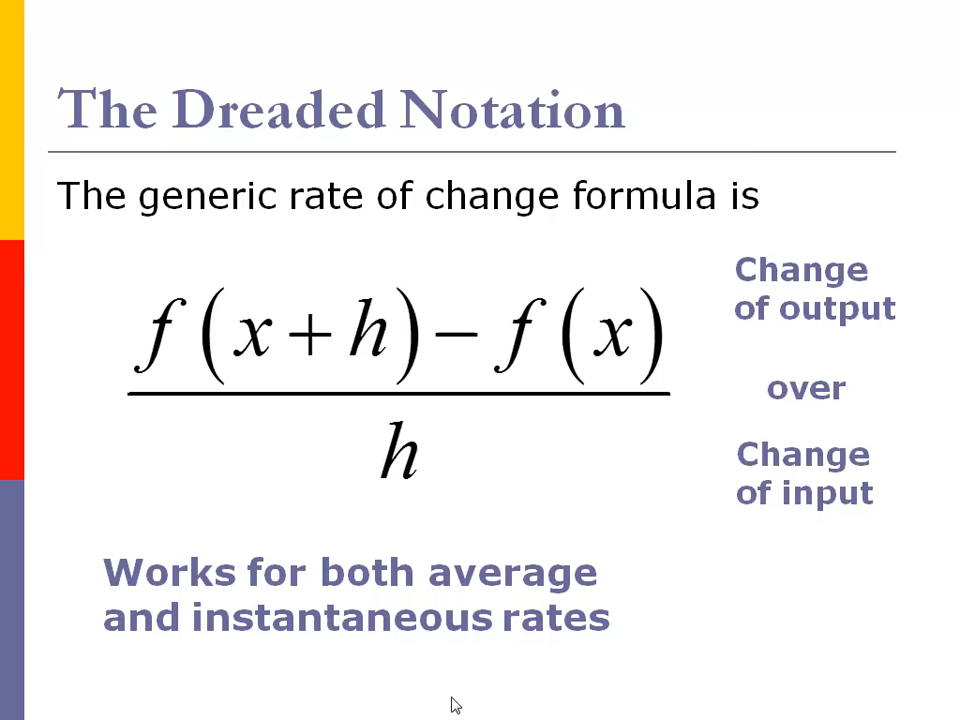 The Dreaded Notation
The generic rate of change formula is
f(x+h)−f(x)
h
Change
of output
over
Change
of input
Works for both average
and instantaneous rates